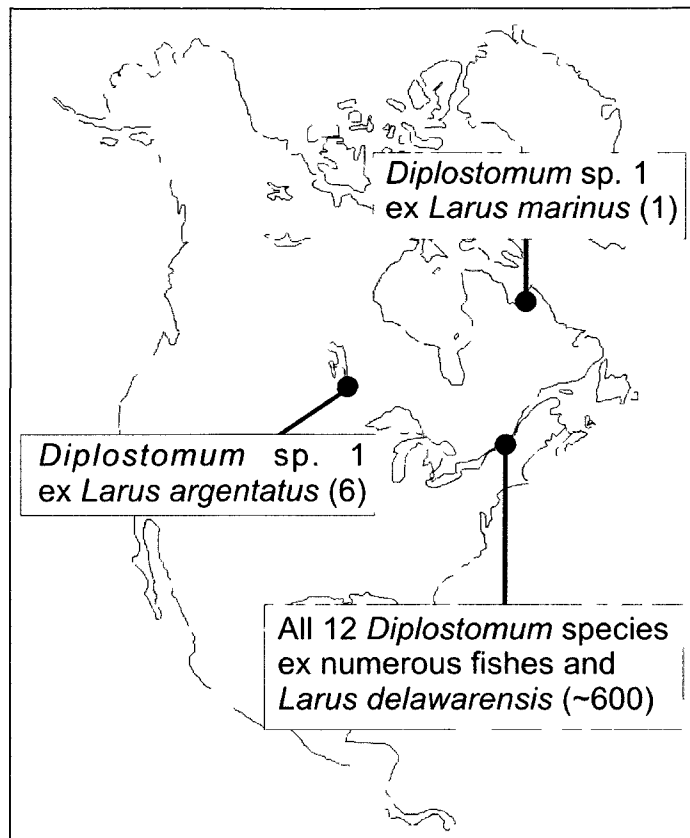 Diplostomum sp. 1
ex Larus marinus (1)
Diplostomum sp. 1
ex Larus argentatus (6)
All 12 Diplostomum species
ex numerous fishes and
Larus delawarensis (~600)